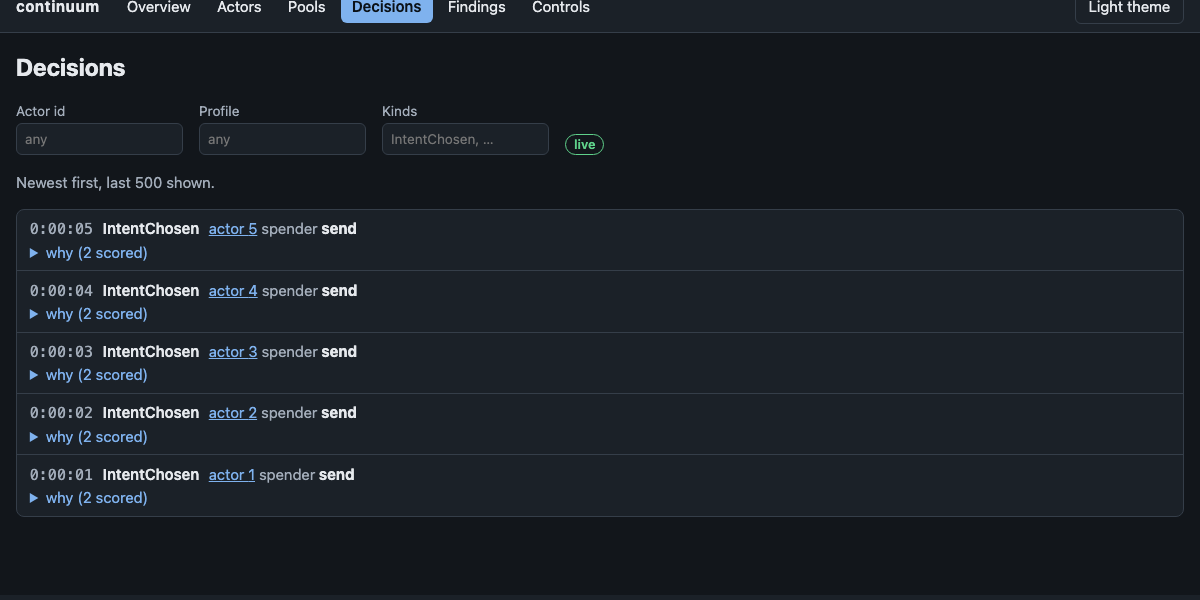 continuum Overview Actors Pools Decisions Findings Controls Light theme
Decisions
Actor id Profile Kinds
any any IntentChosen, ... live
Newest first, last 500 shown.
0:00:05 IntentChosen actor 5 spender send
▶ why (2 scored)
0:00:04 IntentChosen actor 4 spender send
▶ why (2 scored)
0:00:03 IntentChosen actor 3 spender send
▶ why (2 scored)
0:00:02 IntentChosen actor 2 spender send
▶ why (2 scored)
0:00:01 IntentChosen actor 1 spender send
▶ why (2 scored)